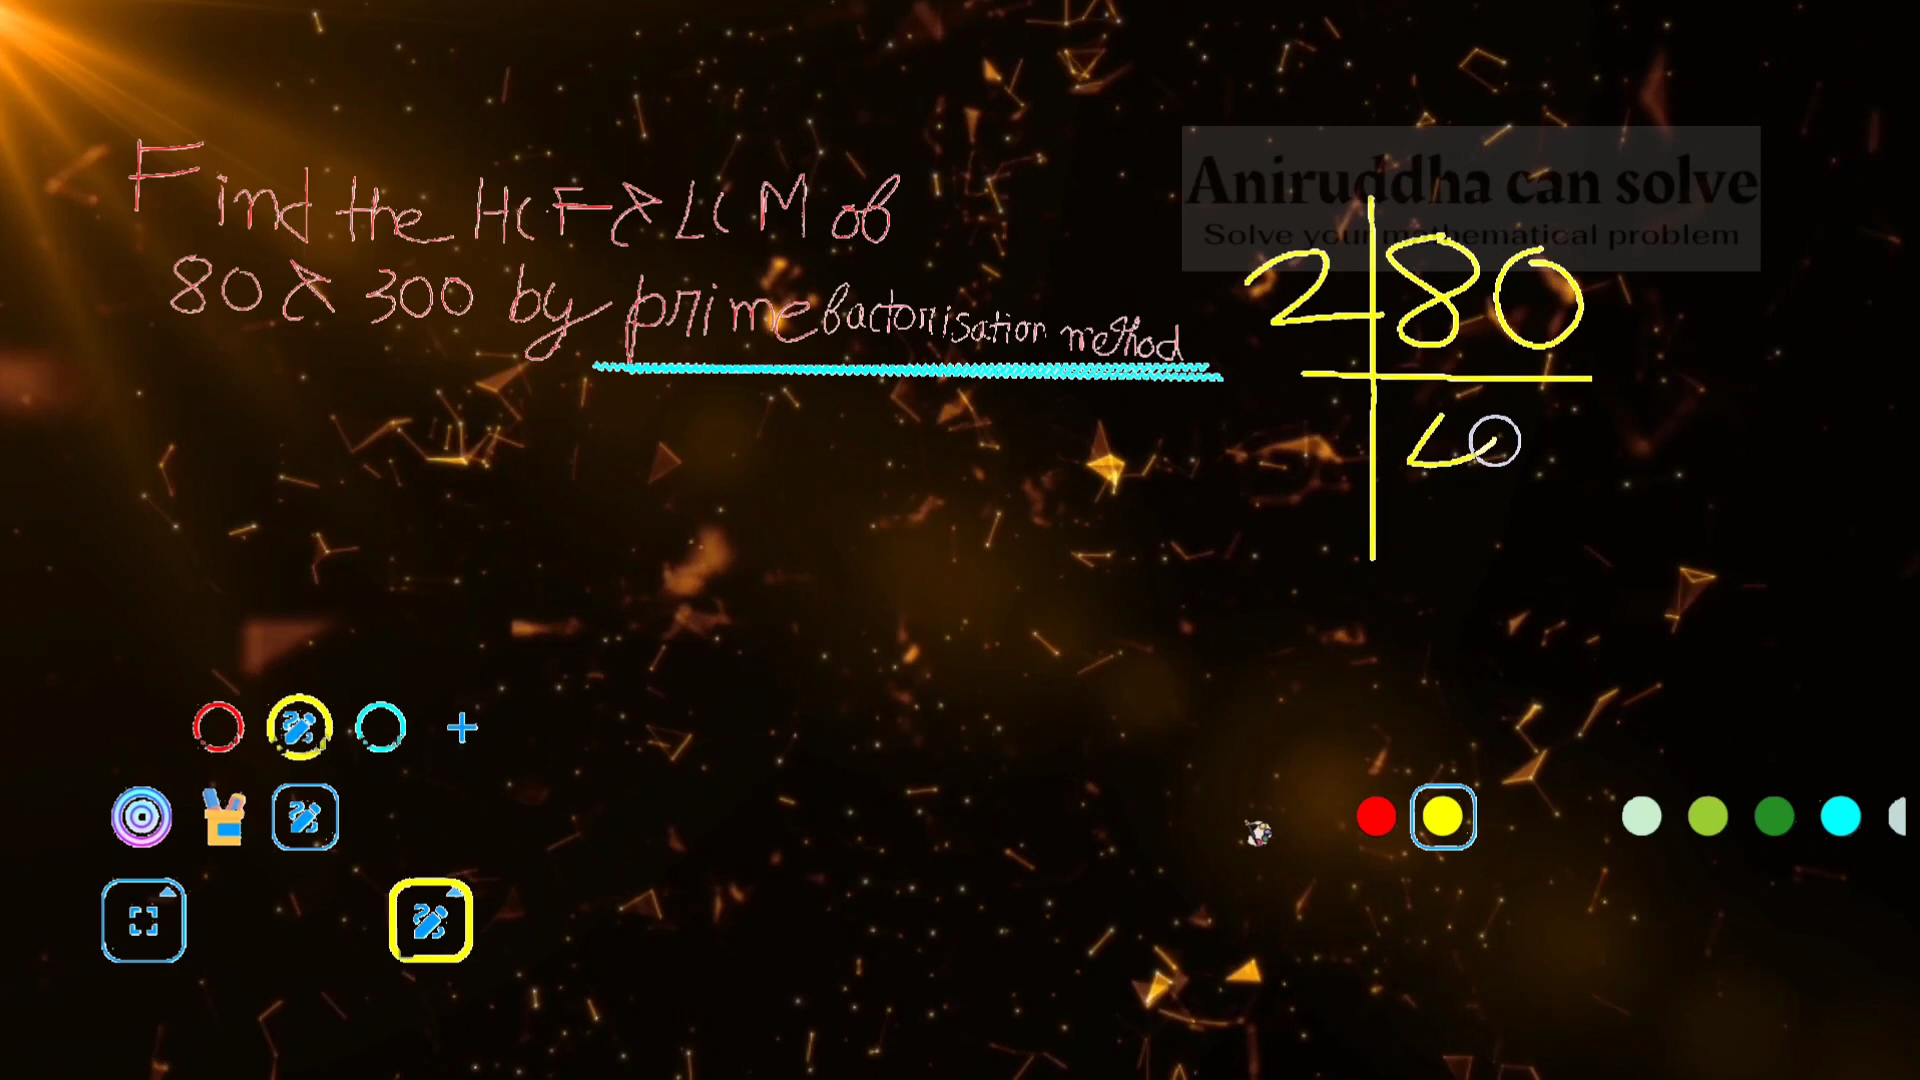 Find the HCF & LCM of
80 & 300 by prime factorisation method
Aniruddha can solve
Solve your mathematical problem
2 80